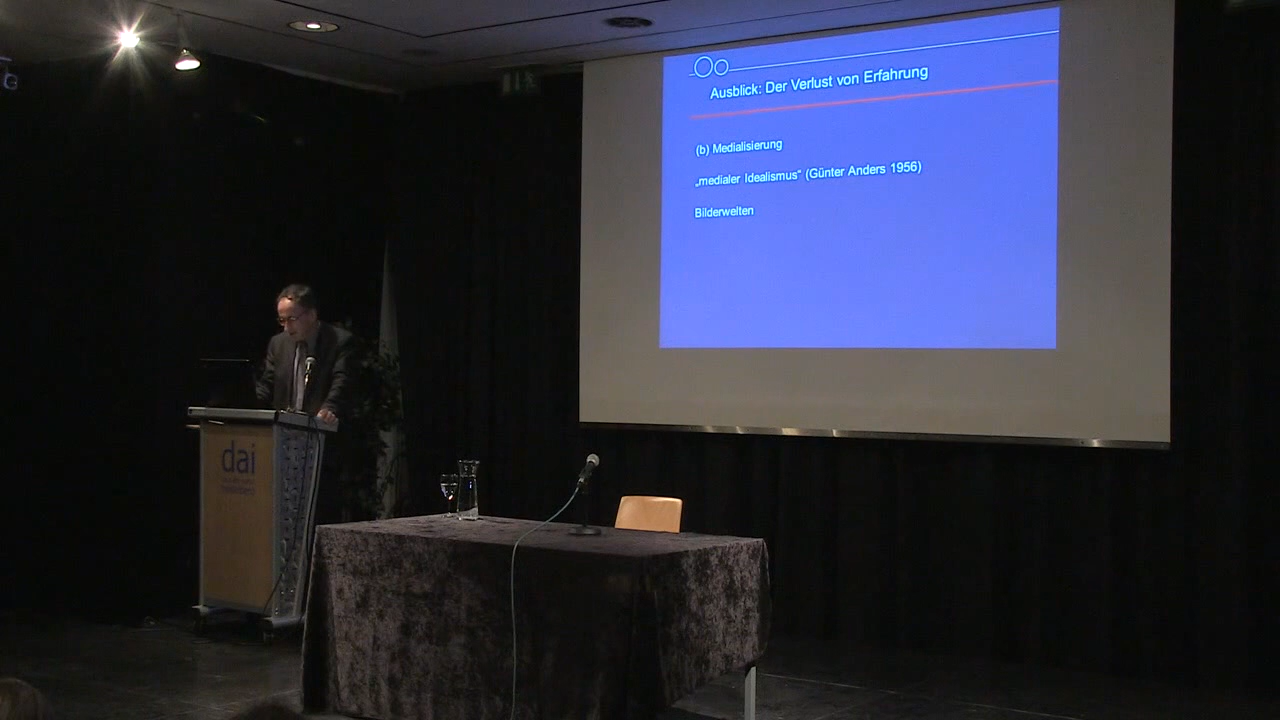 Ausblick: Der Verlust von Erfahrung
(b) Medialisierung
„medialer Idealismus“ (Günter Anders 1956)
Bilderwelten
dai